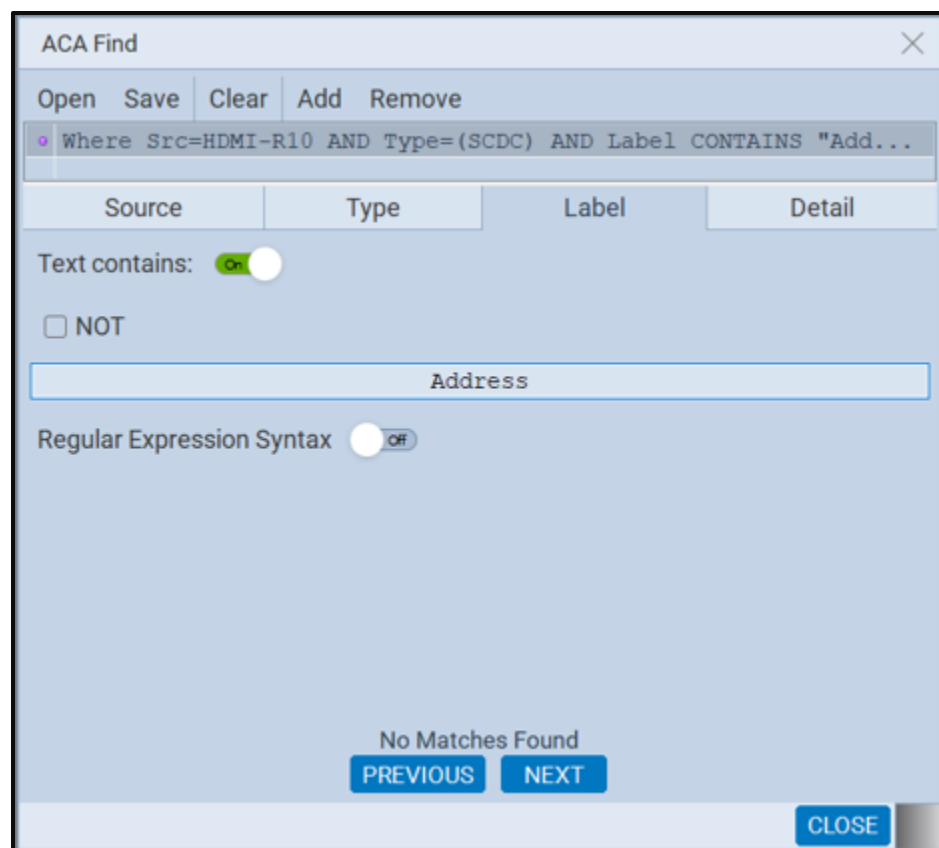 ACA Find
Open Save Clear Add Remove
Where Src=HDMI-R10 AND Type=(SCDC) AND Label CONTAINS "Add...
Source Type Label Detail
Text contains: On
NOT
Address
Regular Expression Syntax Off
No Matches Found
PREVIOUS NEXT
CLOSE